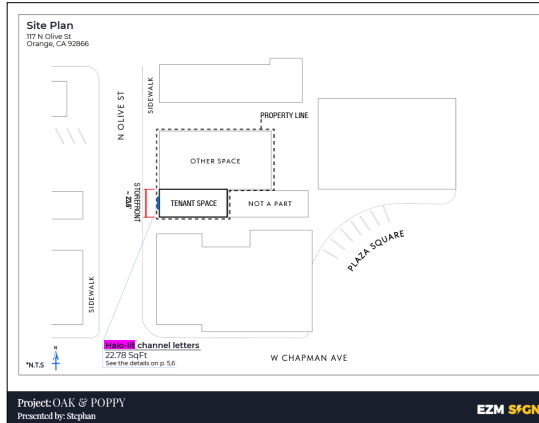 Site Plan
117 N Olive St
Orange, CA 92866
SIDEWALK
N OLIVE ST
PROPERTY LINE
OTHER SPACE
STOREFRONT
TENANT SPACE
NOT A PART
PLAZA SQUARE
SIDEWALK
Halo-lit channel letters
22.78 SqFt
See the details on p. 5,6
W CHAPMAN AVE
N
*N.T.S
Project: OAK & POPPY
Presented by: Stephan